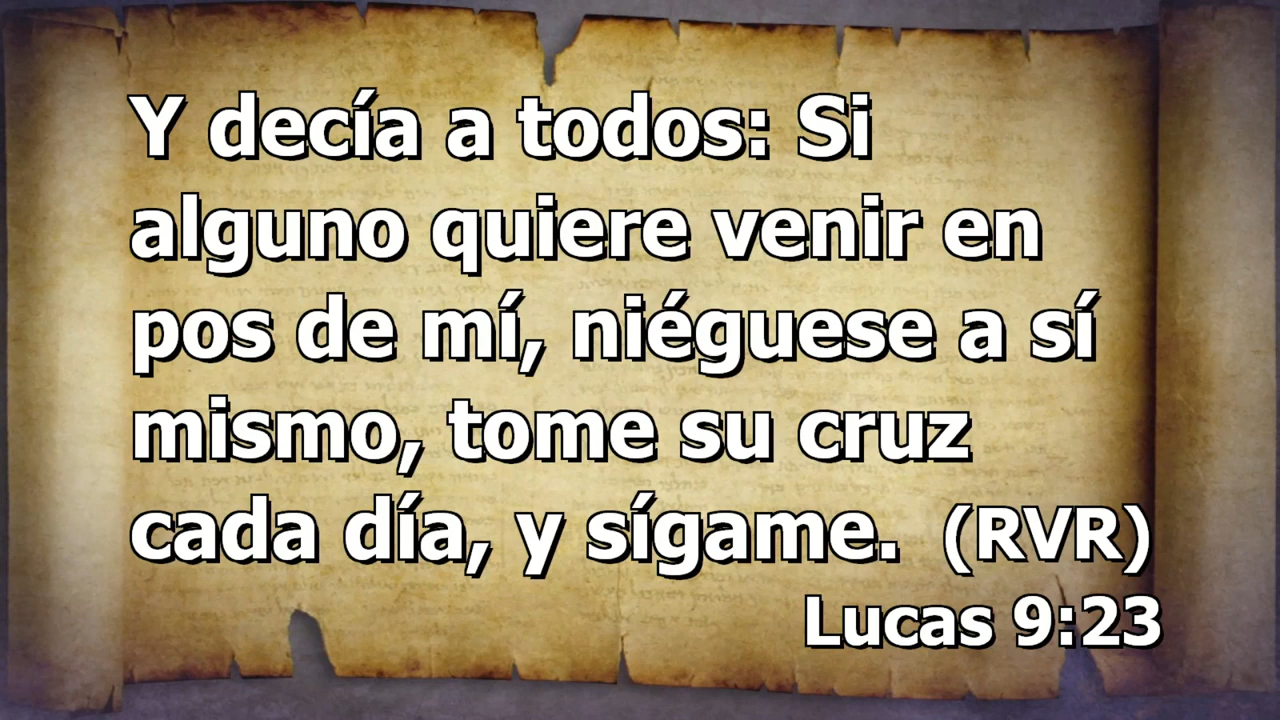 Y decía a todos: Si
alguno quiere venir en
pos de mí, niéguese a sí
mismo, tome su cruz
cada día, y sígame. (RVR)
Lucas 9:23